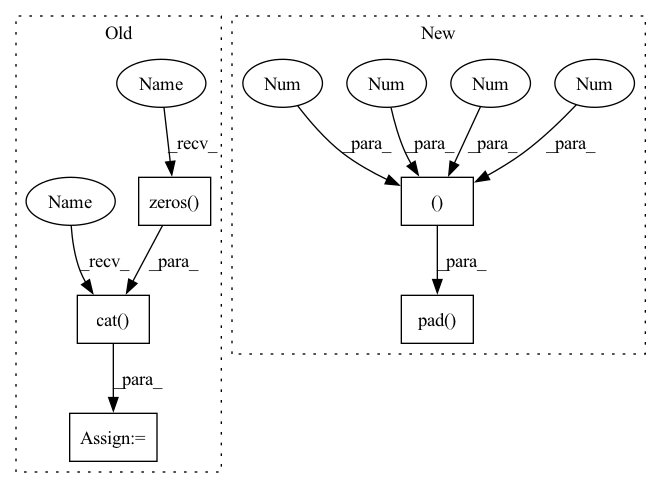 Old
New
Name
Num
Num
Num
Num
_recv_
_para_
_para_
_para_
_para_
Name
zeros()
()
_recv_
_para_
_para_
cat()
pad()
_para_
Assign:=